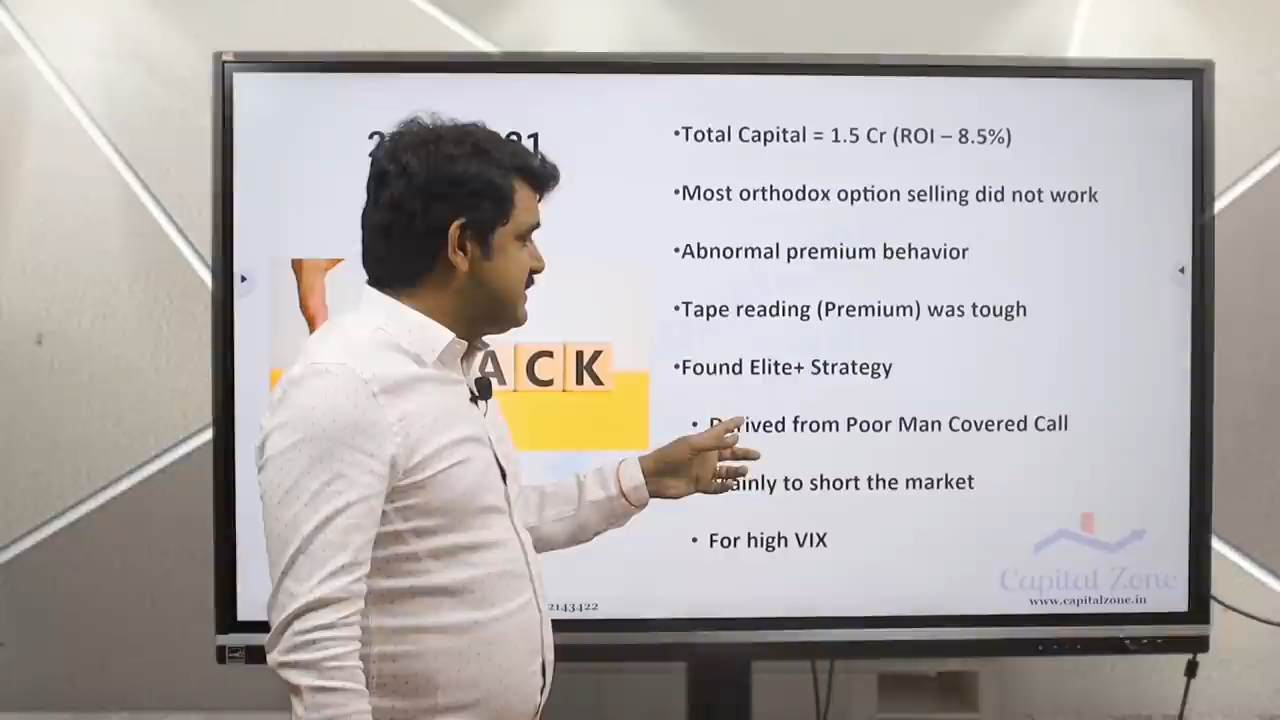 •Total Capital = 1.5 Cr (ROI – 8.5%)
•Most orthodox option selling did not work
•Abnormal premium behavior
•Tape reading (Premium) was tough
•Found Elite+ Strategy
ACK
• from Poor Man Covered Call
to short the market
• For high VIX
Capital Zone
www.capitalzone.in
2143422